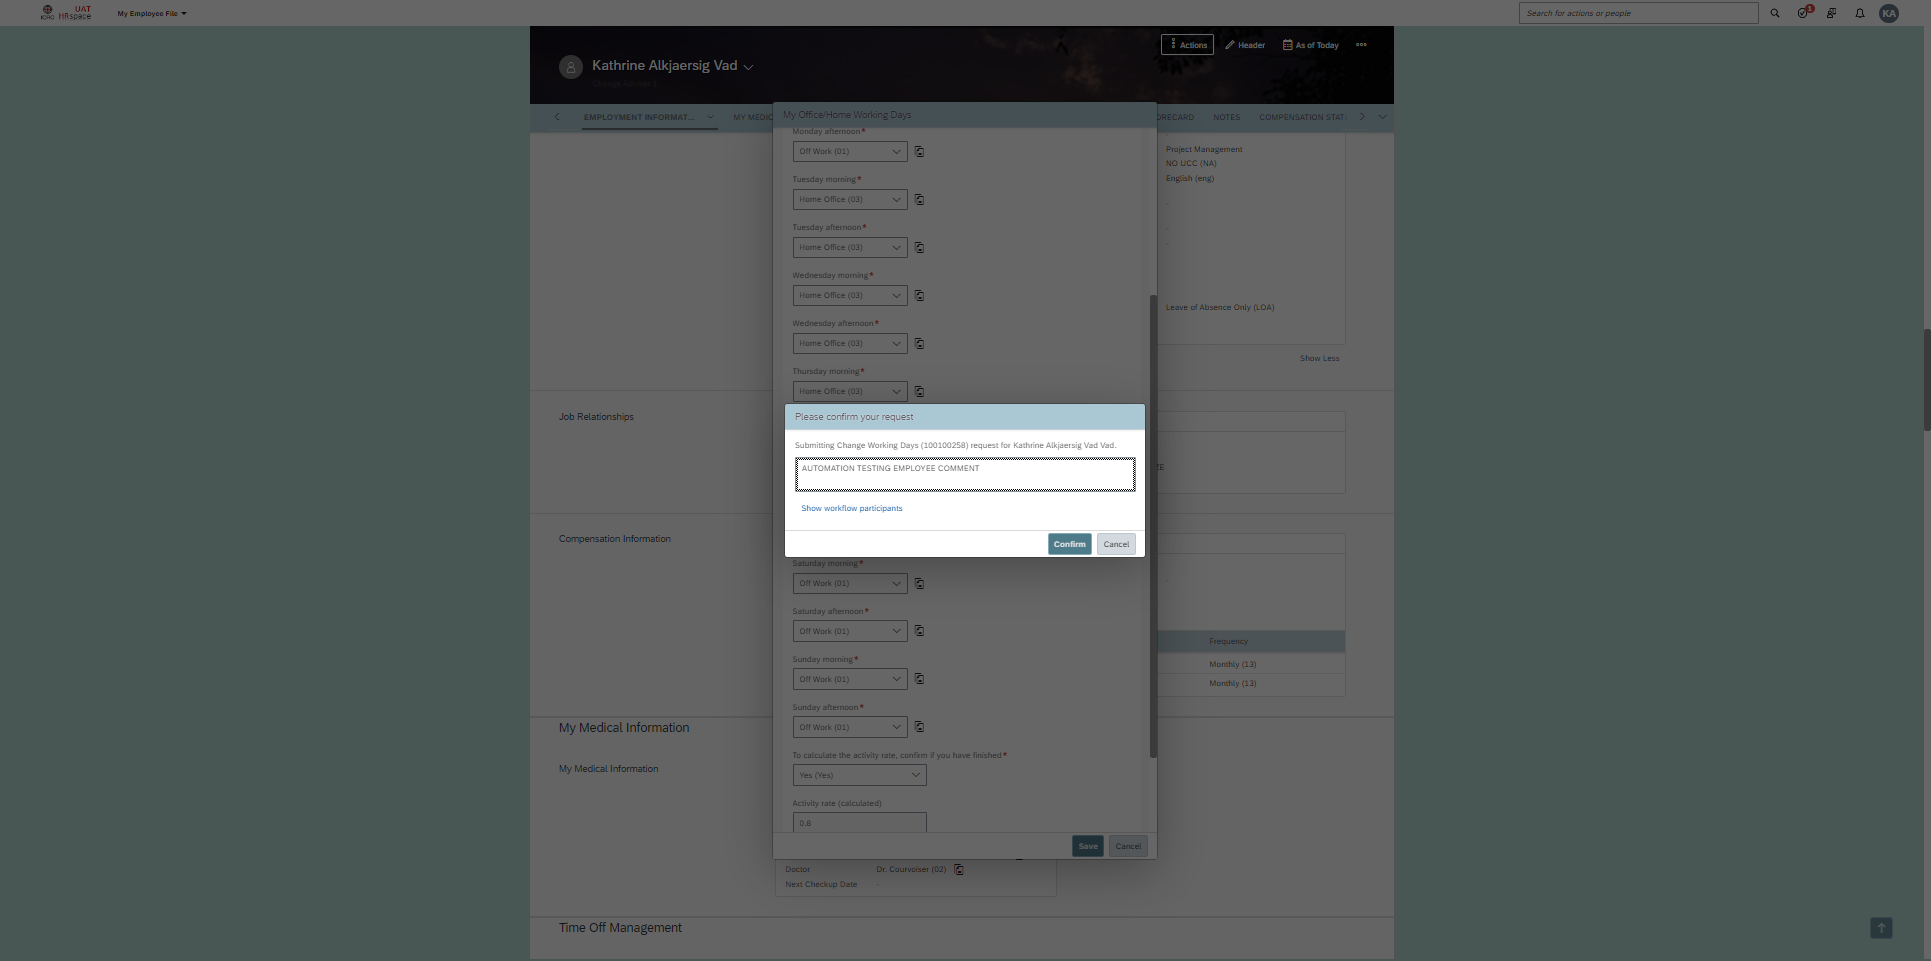 UAT
ICRC HRspace
My Employee File
Search for actions or people
1
KA
Actions
Header
As of Today
Kathrine Alkjaersig Vad
EMPLOYMENT INFORMAT...
MY MEDIC
My Office/Home Working Days
ORECARD
NOTES
COMPENSATION STAT
Monday afternoon*
Off Work (01)
Tuesday morning*
Home Office (03)
Tuesday afternoon*
Home Office (03)
Wednesday morning*
Home Office (03)
Wednesday afternoon*
Home Office (03)
Thursday morning*
Home Office (03)
Project Management
NO UCC (NA)
English (eng)
-
-
-
Leave of Absence Only (LOA)
Show Less
Job Relationships
Please confirm your request
Submitting Change Working Days (100100258) request for Kathrine Alkjaersig Vad Vad.
AUTOMATION TESTING EMPLOYEE COMMENT
Show workflow participants
Confirm
Cancel
ZE
Compensation Information
Saturday morning*
Off Work (01)
Saturday afternoon*
Off Work (01)
Sunday morning*
Off Work (01)
Sunday afternoon*
Off Work (01)
To calculate the activity rate, confirm if you have finished*
Yes (Yes)
Activity rate (calculated)
0.8
Save
Cancel
-
Frequency
Monthly (13)
Monthly (13)
My Medical Information
My Medical Information
Doctor
Dr. Courvoiser (02)
Next Checkup Date
-
Time Off Management